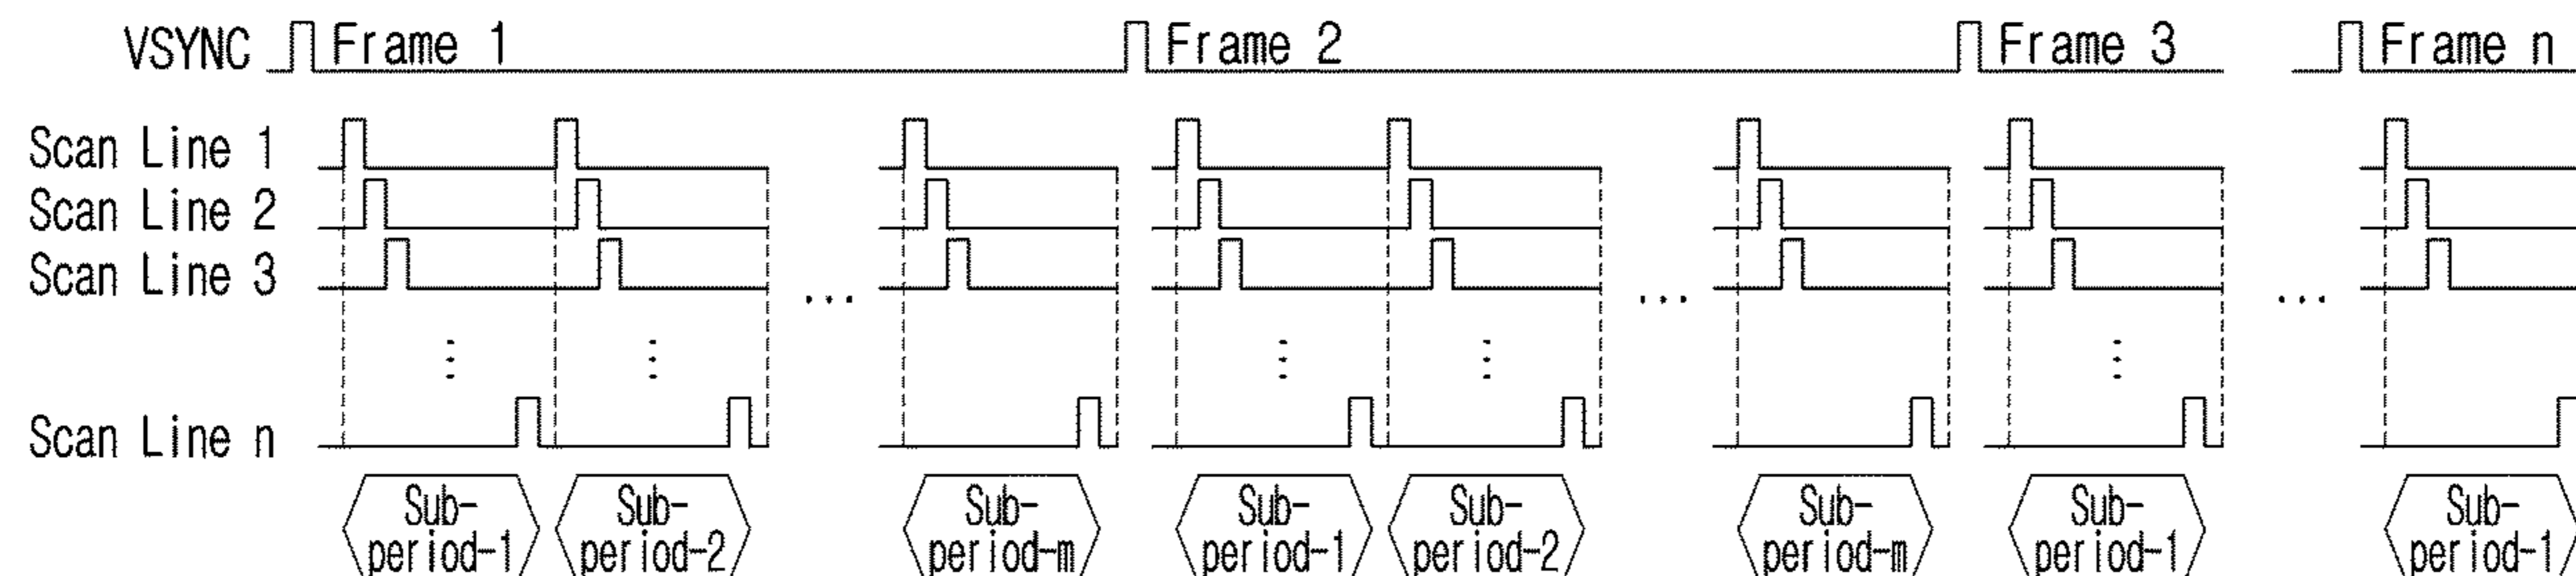 VSYNC Frame 1 Frame 2 Frame 3 Frame n
Scan Line 1
Scan Line 2
Scan Line 3
... ... ...
Scan Line n
Sub-period-1 Sub-period-2 Sub-period-m Sub-period-1 Sub-period-2 Sub-period-m Sub-period-1 Sub-period-1